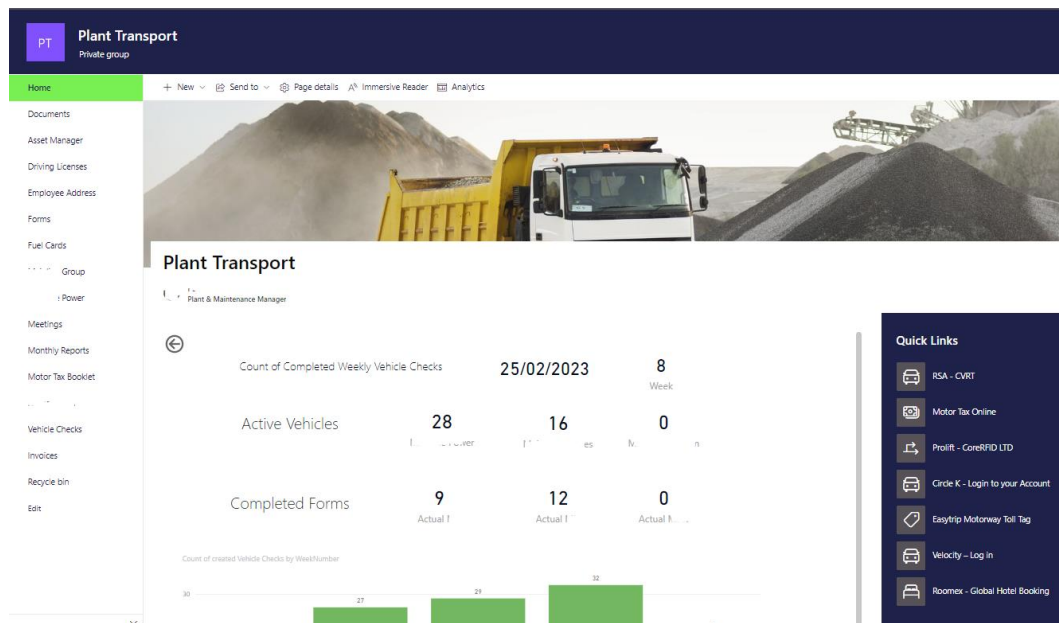 PT
Plant Transport
Private group
Home
Documents
Asset Manager
Driving Licenses
Employee Address
Forms
Fuel Cards
Group
Power
Meetings
Monthly Reports
Motor Tax Booklet
Vehicle Checks
Invoices
Recycle bin
Edit
+ New
Send to
Page details
Immersive Reader
Analytics
Plant Transport
Plant & Maintenance Manager
Count of Completed Weekly Vehicle Checks
25/02/2023
8
Week
Active Vehicles
28
16
0
Completed Forms
9
12
0
Actual
Actual
Actual
Count of created Vehicle Checks by WeekNumber
30
27
29
32
Quick Links
RSA - CVRT
Motor Tax Online
Prolift - CoreRFID LTD
Circle K - Login to your Account
Easytrip Motorway Toll Tag
Velocity – Log in
Roomex - Global Hotel Booking